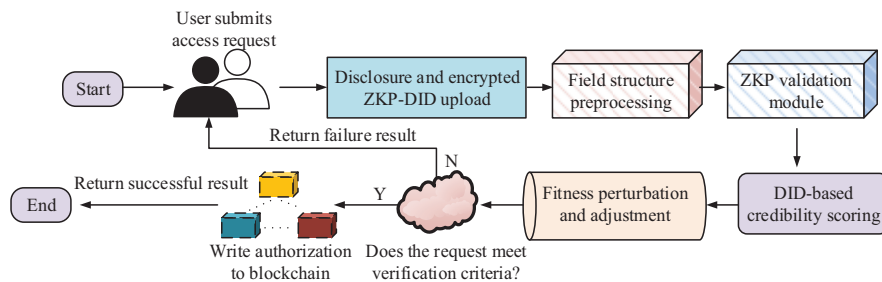 User submits
access request
Start
Disclosure and encrypted
ZKP-DID upload
Field structure
preprocessing
ZKP validation
module
Return failure result
N
Return successful result
Y
End
Fitness perturbation
and adjustment
DID-based
credibility scoring
Write authorization
to blockchain
Does the request meet
verification criteria?